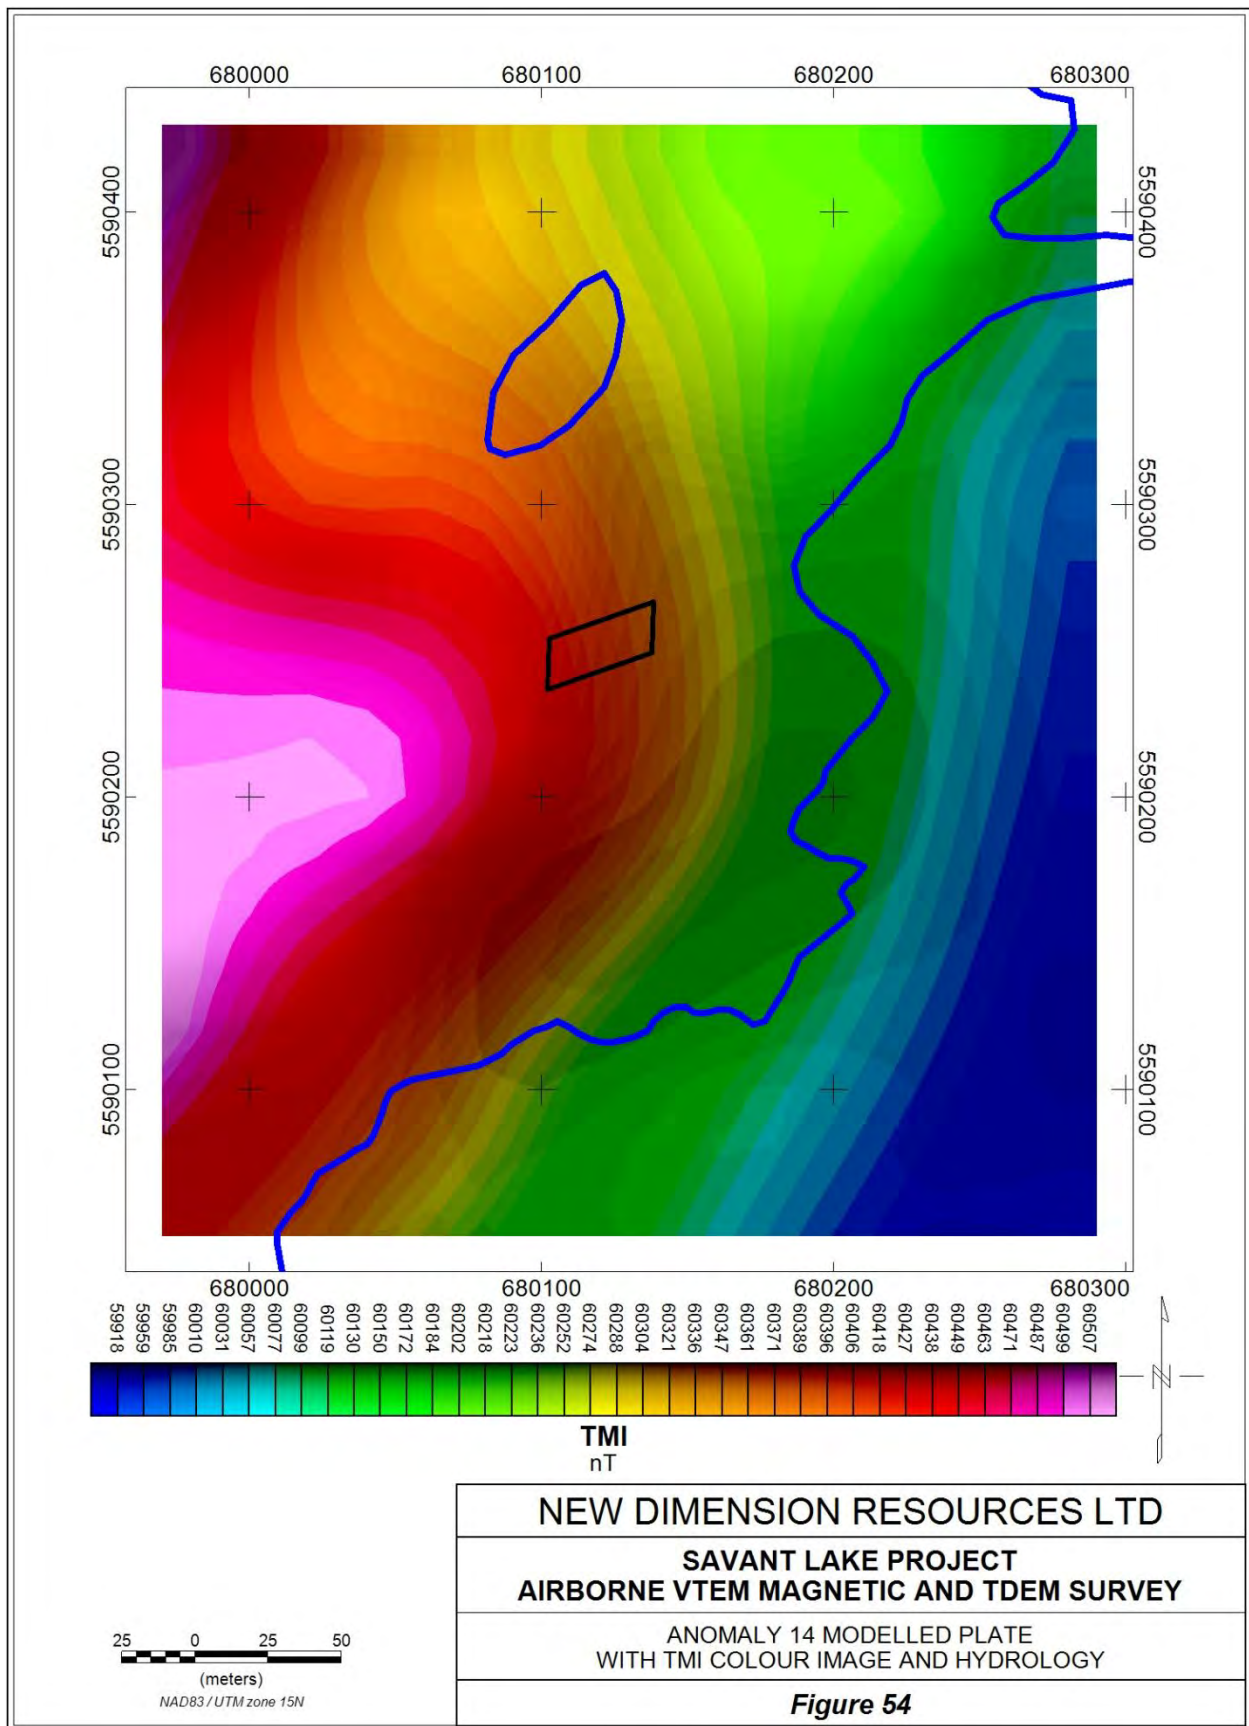 680000 680100 680200 680300
5590400 5590400
5590300 5590300
5590200 5590200
5590100 5590100
680000 680100 680200 680300
59918 59959 59985 60010 60031 60057 60077 60099 60119 60130 60150 60172 60184 60202 60218 60223 60236 60252 60274 60288 60304 60321 60336 60347 60361 60371 60389 60396 60406 60418 60427 60438 60449 60463 60471 60487 60499 60507
TMI
nT
N
NEW DIMENSION RESOURCES LTD
SAVANT LAKE PROJECT
AIRBORNE VTEM MAGNETIC AND TDEM SURVEY
ANOMALY 14 MODELLED PLATE
WITH TMI COLOUR IMAGE AND HYDROLOGY
Figure 54
25 0 25 50
(meters)
NAD83 / UTM zone 15N